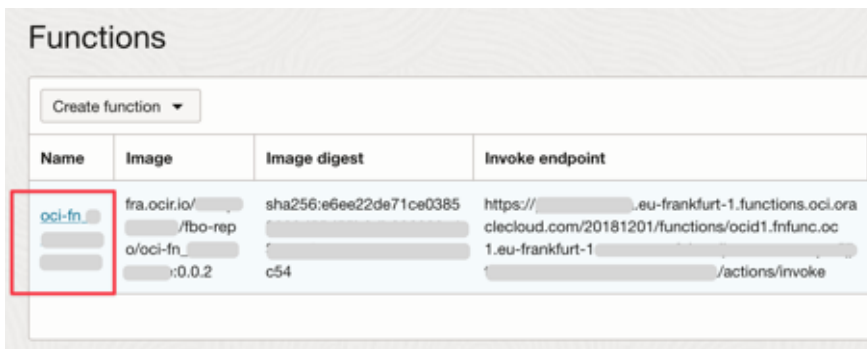 Functions
Create function
Name Image Image digest Invoke endpoint
oci-fn_
fra.ocir.io/
/fbo-rep
o/oci-fn_
:0.0.2
sha256:e6ee22de71ce0385
c54
https:// .eu-frankfurt-1.functions.oci.ora
clecloud.com/20181201/functions/ocid1.fnfunc.oc
1.eu-frankfurt-1
/actions/invoke